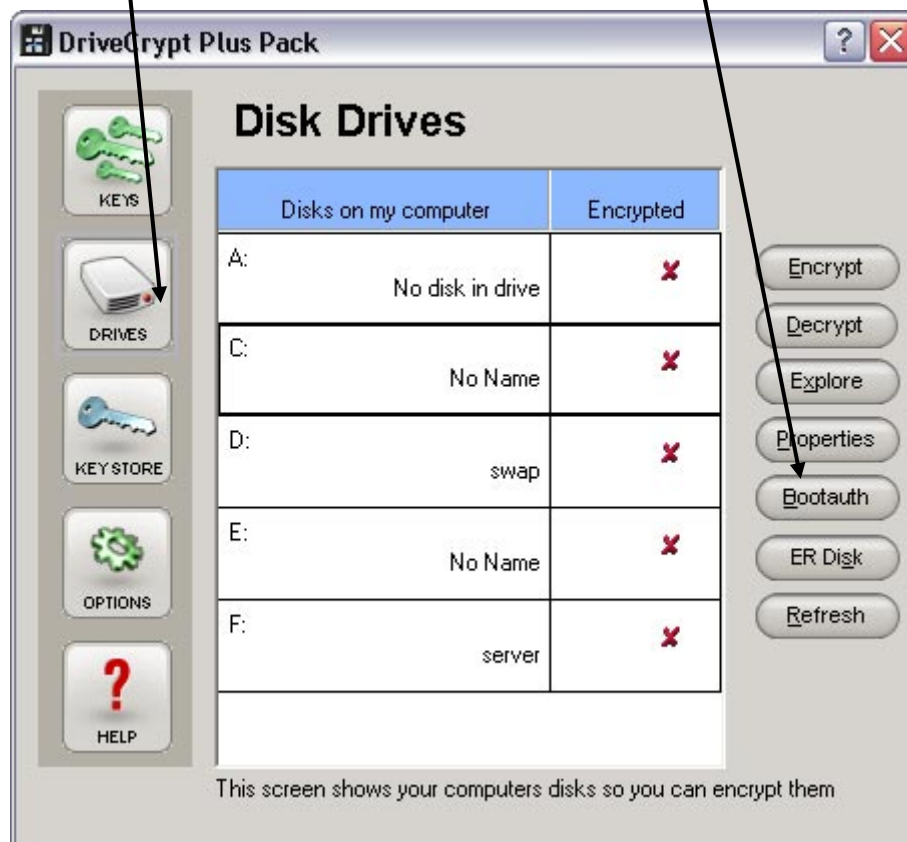 DriveCrypt Plus Pack
?
Disk Drives
KEYS
DRIVES
KEYSTORE
OPTIONS
?
HELP
Disks on my computer Encrypted
A:
No disk in drive
C:
No Name
D:
swap
E:
No Name
F:
server
Encrypt
Decrypt
Explore
Properties
Bootauth
ER Disk
Refresh
This screen shows your computers disks so you can encrypt them